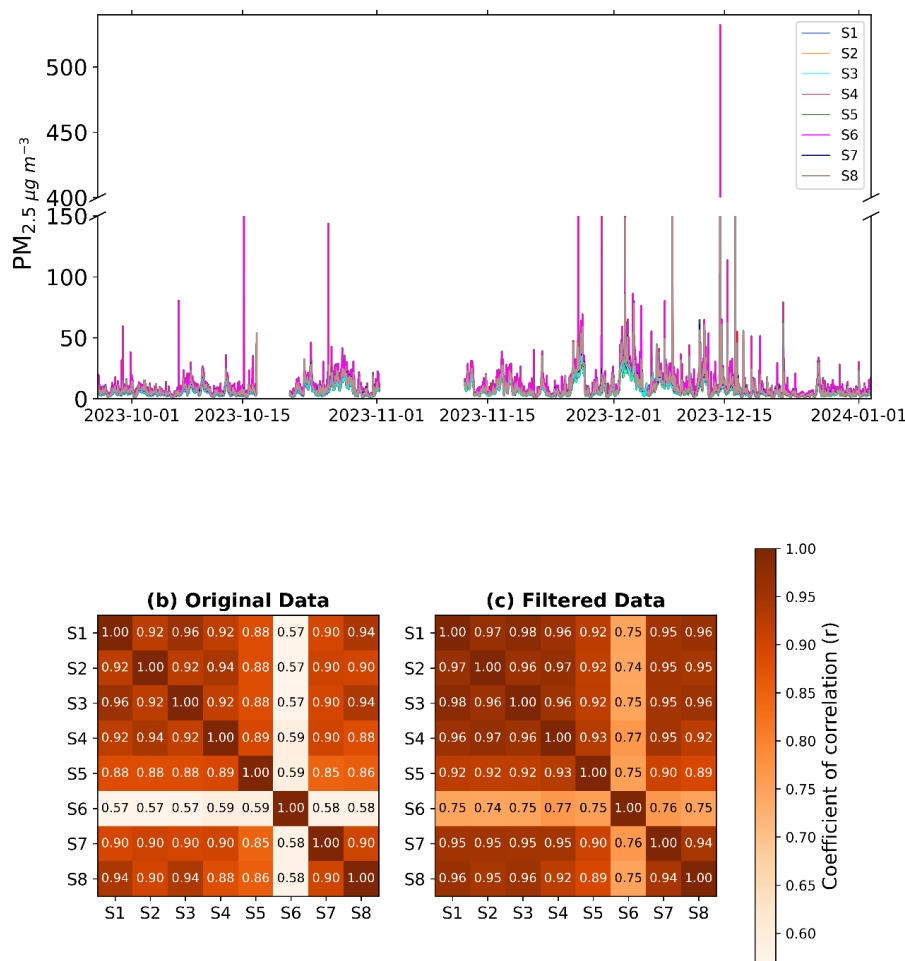 PM2.5 μg m−3
550
500
450
400
150
100
50
0
S1
S2
S3
S4
S5
S6
S7
S8
2023-10-01 2023-10-15 2023-11-01 2023-11-15 2023-12-01 2023-12-15 2024-01-01
(b) Original Data
S1 1.00 0.92 0.96 0.92 0.88 0.57 0.90 0.94
S2 0.92 1.00 0.92 0.94 0.88 0.57 0.90 0.90
S3 0.96 0.92 1.00 0.92 0.88 0.57 0.90 0.94
S4 0.92 0.94 0.92 1.00 0.89 0.59 0.90 0.88
S5 0.88 0.88 0.88 0.89 1.00 0.59 0.85 0.86
S6 0.57 0.57 0.57 0.59 0.59 1.00 0.58 0.58
S7 0.90 0.90 0.90 0.90 0.85 0.58 1.00 0.90
S8 0.94 0.90 0.94 0.88 0.86 0.58 0.90 1.00
S1 S2 S3 S4 S5 S6 S7 S8
(c) Filtered Data
S1 1.00 0.97 0.98 0.96 0.92 0.75 0.95 0.96
S2 0.97 1.00 0.96 0.97 0.92 0.74 0.95 0.95
S3 0.98 0.96 1.00 0.96 0.92 0.75 0.95 0.96
S4 0.96 0.97 0.96 1.00 0.93 0.77 0.95 0.92
S5 0.92 0.92 0.92 0.93 1.00 0.75 0.90 0.89
S6 0.75 0.74 0.75 0.77 0.75 1.00 0.76 0.75
S7 0.95 0.95 0.95 0.95 0.90 0.76 1.00 0.94
S8 0.96 0.95 0.96 0.92 0.89 0.75 0.94 1.00
S1 S2 S3 S4 S5 S6 S7 S8
1.00
0.95
0.90
0.85
0.80
0.75
0.70
0.65
0.60
Coefficient of correlation (r)